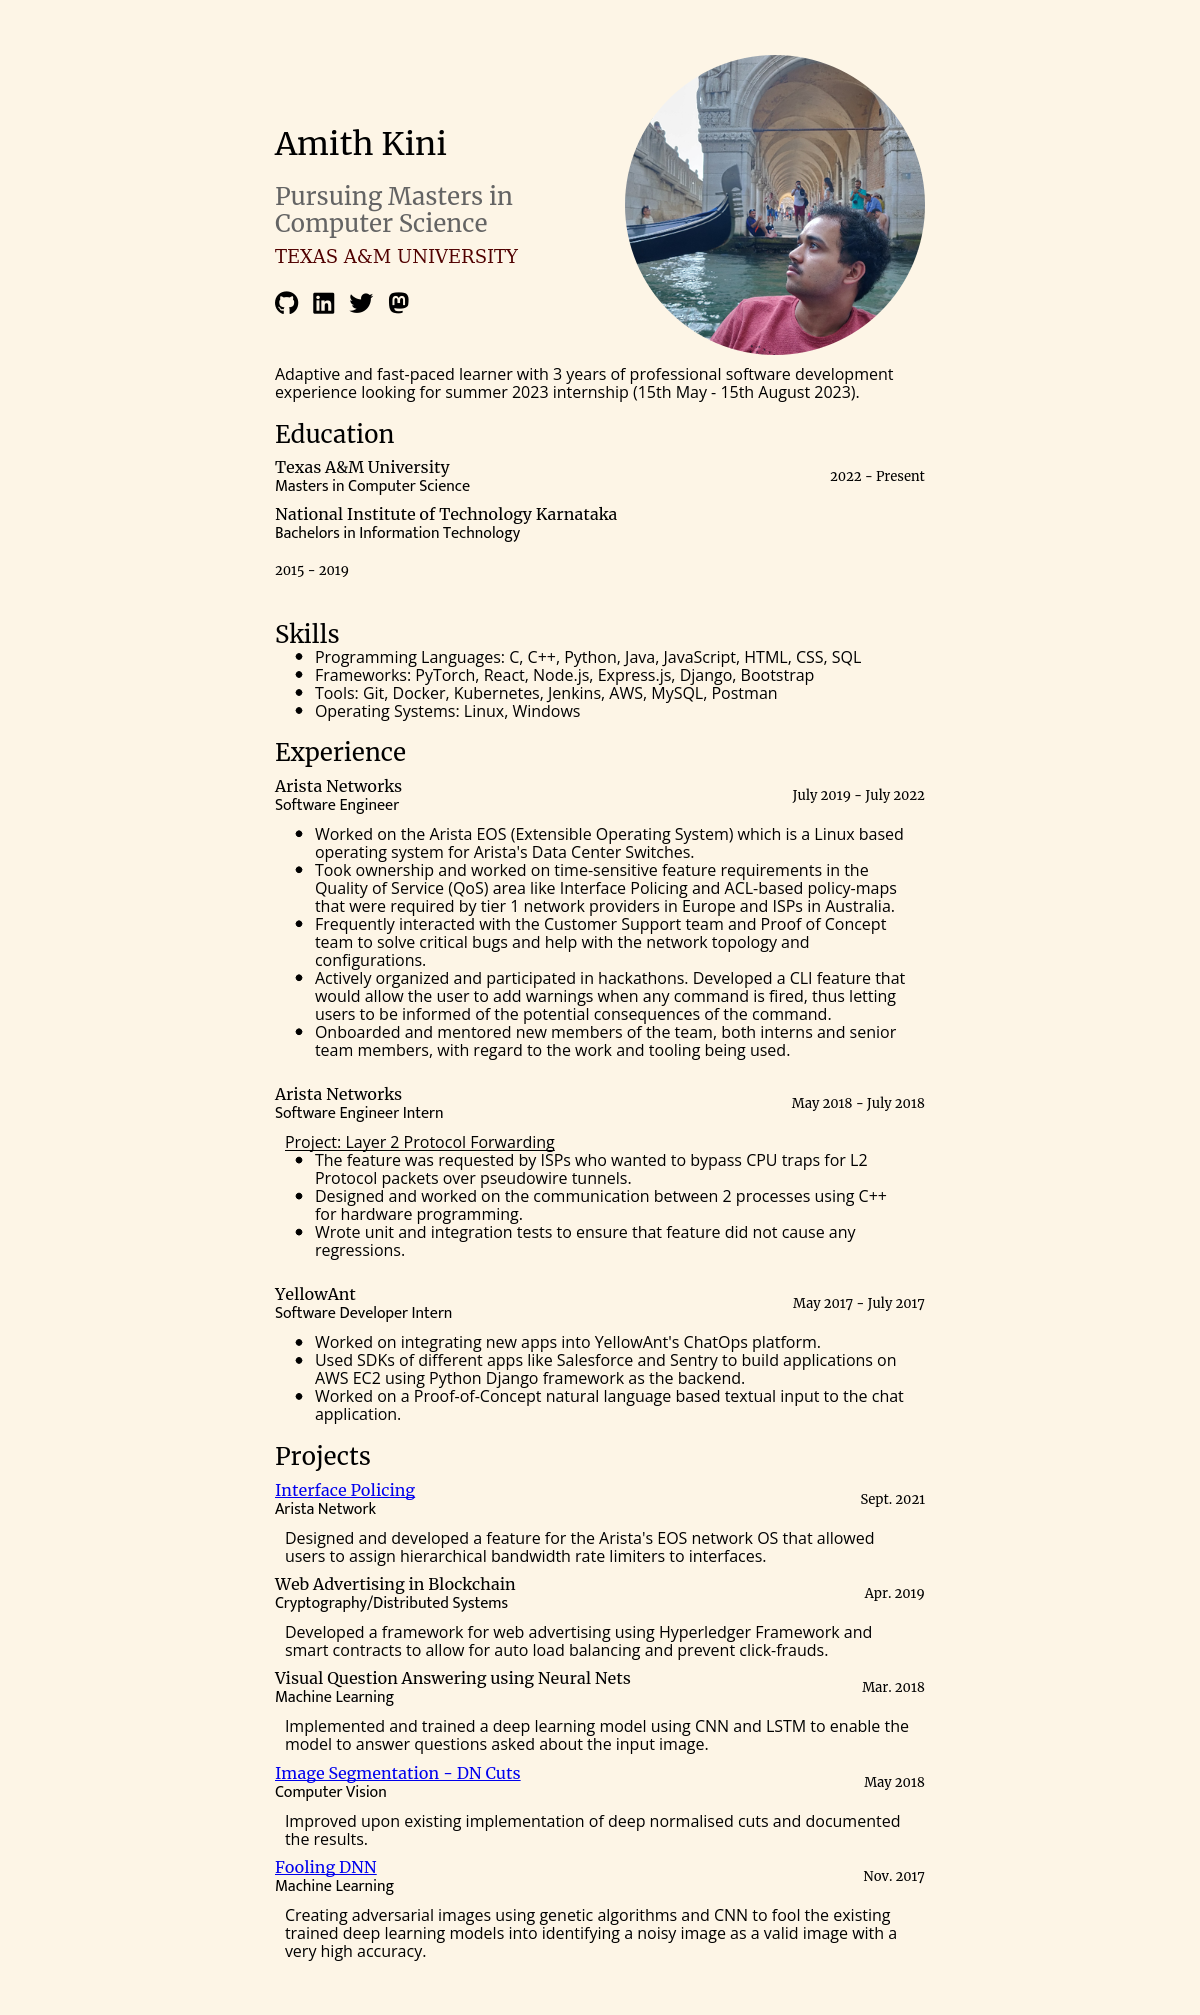 Amith Kini
Pursuing Masters in
Computer Science
TEXAS A&M UNIVERSITY
Adaptive and fast-paced learner with 3 years of professional software development
experience looking for summer 2023 internship (15th May - 15th August 2023).
Education
Texas A&M University
Masters in Computer Science
2022 - Present
National Institute of Technology Karnataka
Bachelors in Information Technology
2015 - 2019
Skills
• Programming Languages: C, C++, Python, Java, JavaScript, HTML, CSS, SQL
• Frameworks: PyTorch, React, Node.js, Express.js, Django, Bootstrap
• Tools: Git, Docker, Kubernetes, Jenkins, AWS, MySQL, Postman
• Operating Systems: Linux, Windows
Experience
Arista Networks
Software Engineer
July 2019 - July 2022
• Worked on the Arista EOS (Extensible Operating System) which is a Linux based
operating system for Arista's Data Center Switches.
• Took ownership and worked on time-sensitive feature requirements in the
Quality of Service (QoS) area like Interface Policing and ACL-based policy-maps
that were required by tier 1 network providers in Europe and ISPs in Australia.
• Frequently interacted with the Customer Support team and Proof of Concept
team to solve critical bugs and help with the network topology and
configurations.
• Actively organized and participated in hackathons. Developed a CLI feature that
would allow the user to add warnings when any command is fired, thus letting
users to be informed of the potential consequences of the command.
• Onboarded and mentored new members of the team, both interns and senior
team members, with regard to the work and tooling being used.
Arista Networks
Software Engineer Intern
May 2018 - July 2018
Project: Layer 2 Protocol Forwarding
• The feature was requested by ISPs who wanted to bypass CPU traps for L2
Protocol packets over pseudowire tunnels.
• Designed and worked on the communication between 2 processes using C++
for hardware programming.
• Wrote unit and integration tests to ensure that feature did not cause any
regressions.
YellowAnt
Software Developer Intern
May 2017 - July 2017
• Worked on integrating new apps into YellowAnt's ChatOps platform.
• Used SDKs of different apps like Salesforce and Sentry to build applications on
AWS EC2 using Python Django framework as the backend.
• Worked on a Proof-of-Concept natural language based textual input to the chat
application.
Projects
Interface Policing
Arista Network
Sept. 2021
Designed and developed a feature for the Arista's EOS network OS that allowed
users to assign hierarchical bandwidth rate limiters to interfaces.
Web Advertising in Blockchain
Cryptography/Distributed Systems
Apr. 2019
Developed a framework for web advertising using Hyperledger Framework and
smart contracts to allow for auto load balancing and prevent click-frauds.
Visual Question Answering using Neural Nets
Machine Learning
Mar. 2018
Implemented and trained a deep learning model using CNN and LSTM to enable the
model to answer questions asked about the input image.
Image Segmentation - DN Cuts
Computer Vision
May 2018
Improved upon existing implementation of deep normalised cuts and documented
the results.
Fooling DNN
Machine Learning
Nov. 2017
Creating adversarial images using genetic algorithms and CNN to fool the existing
trained deep learning models into identifying a noisy image as a valid image with a
very high accuracy.